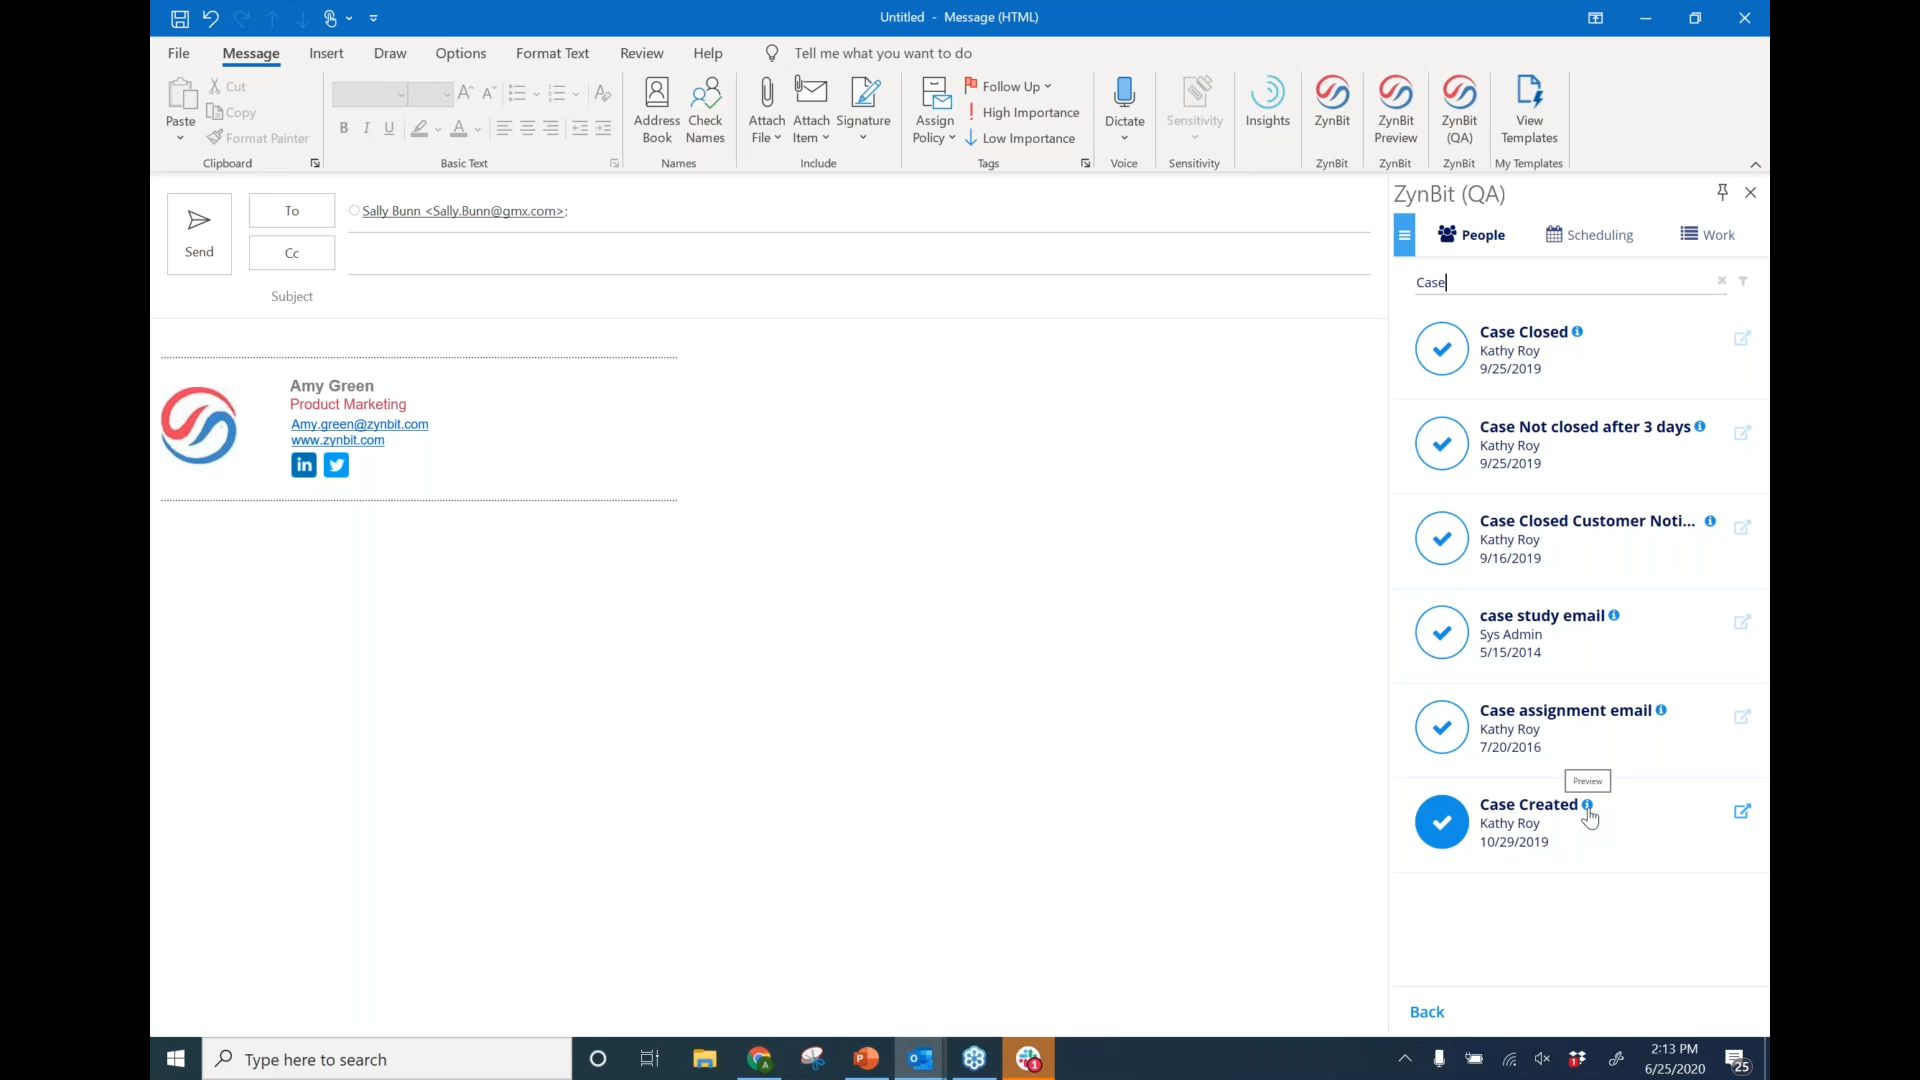 Untitled - Message (HTML)
File Message Insert Draw Options Format Text Review Help Tell me what you want to do
Paste
Cut
Copy
Format Painter
Clipboard
B I U
Basic Text
Address Book
Check Names
Names
Attach File
Attach Item
Signature
Include
Assign Policy
Follow Up
High Importance
Low Importance
Tags
Dictate
Voice
Sensitivity
Sensitivity
Insights
ZynBit
ZynBit
ZynBit Preview
ZynBit
ZynBit (QA)
ZynBit
View Templates
My Templates
Send
To
Sally Bunn <Sally.Bunn@gmx.com>;
Cc
Subject
Amy Green
Product Marketing
Amy.green@zynbit.com
www.zynbit.com
in
ZynBit (QA)
People Scheduling Work
Case
Case Closed
Kathy Roy
9/25/2019
Case Not closed after 3 days
Kathy Roy
9/25/2019
Case Closed Customer Noti...
Kathy Roy
9/16/2019
case study email
Sys Admin
5/15/2014
Case assignment email
Kathy Roy
7/20/2016
Preview
Case Created
Kathy Roy
10/29/2019
Back
Type here to search
2:13 PM
6/25/2020
25